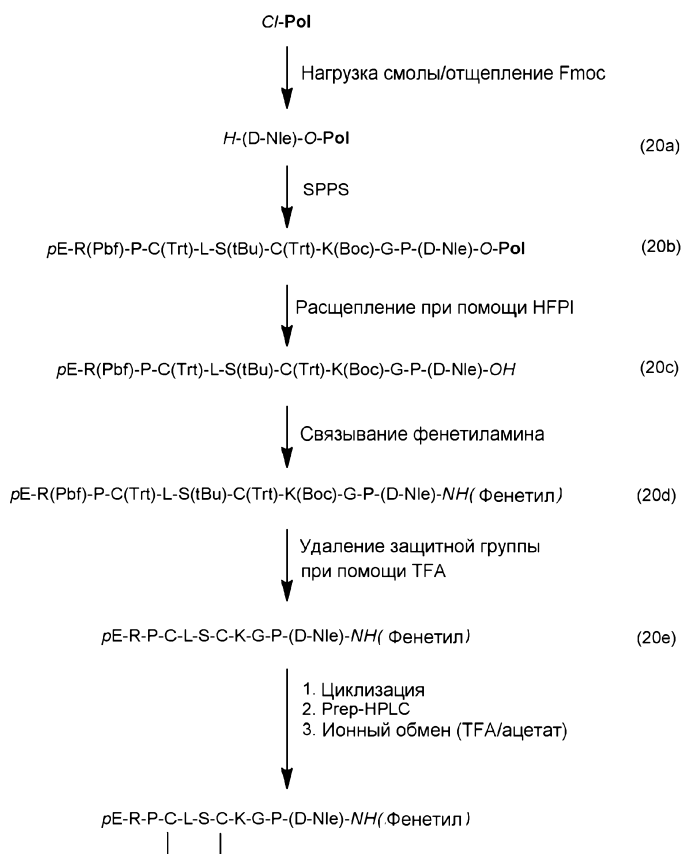 Cl-Pol
Нагрузка смолы/отщепление Fmoc
H-(D-Nle)-O-Pol (20a)
SPPS
pE-R(Pbf)-P-C(Trt)-L-S(tBu)-C(Trt)-K(Boc)-G-P-(D-Nle)-O-Pol (20b)
Расщепление при помощи HFPI
pE-R(Pbf)-P-C(Trt)-L-S(tBu)-C(Trt)-K(Boc)-G-P-(D-Nle)-OH (20c)
Связывание фенетиламина
pE-R(Pbf)-P-C(Trt)-L-S(tBu)-C(Trt)-K(Boc)-G-P-(D-Nle)-NH( Фенетил) (20d)
Удаление защитной группы
при помощи TFA
pE-R-P-C-L-S-C-K-G-P-(D-Nle)-NH( Фенетил) (20e)
1. Циклизация
2. Prep-HPLC
3. Ионный обмен (TFA/ацетат)
pE-R-P-C-L-S-C-K-G-P-(D-Nle)-NH( Фенетил)